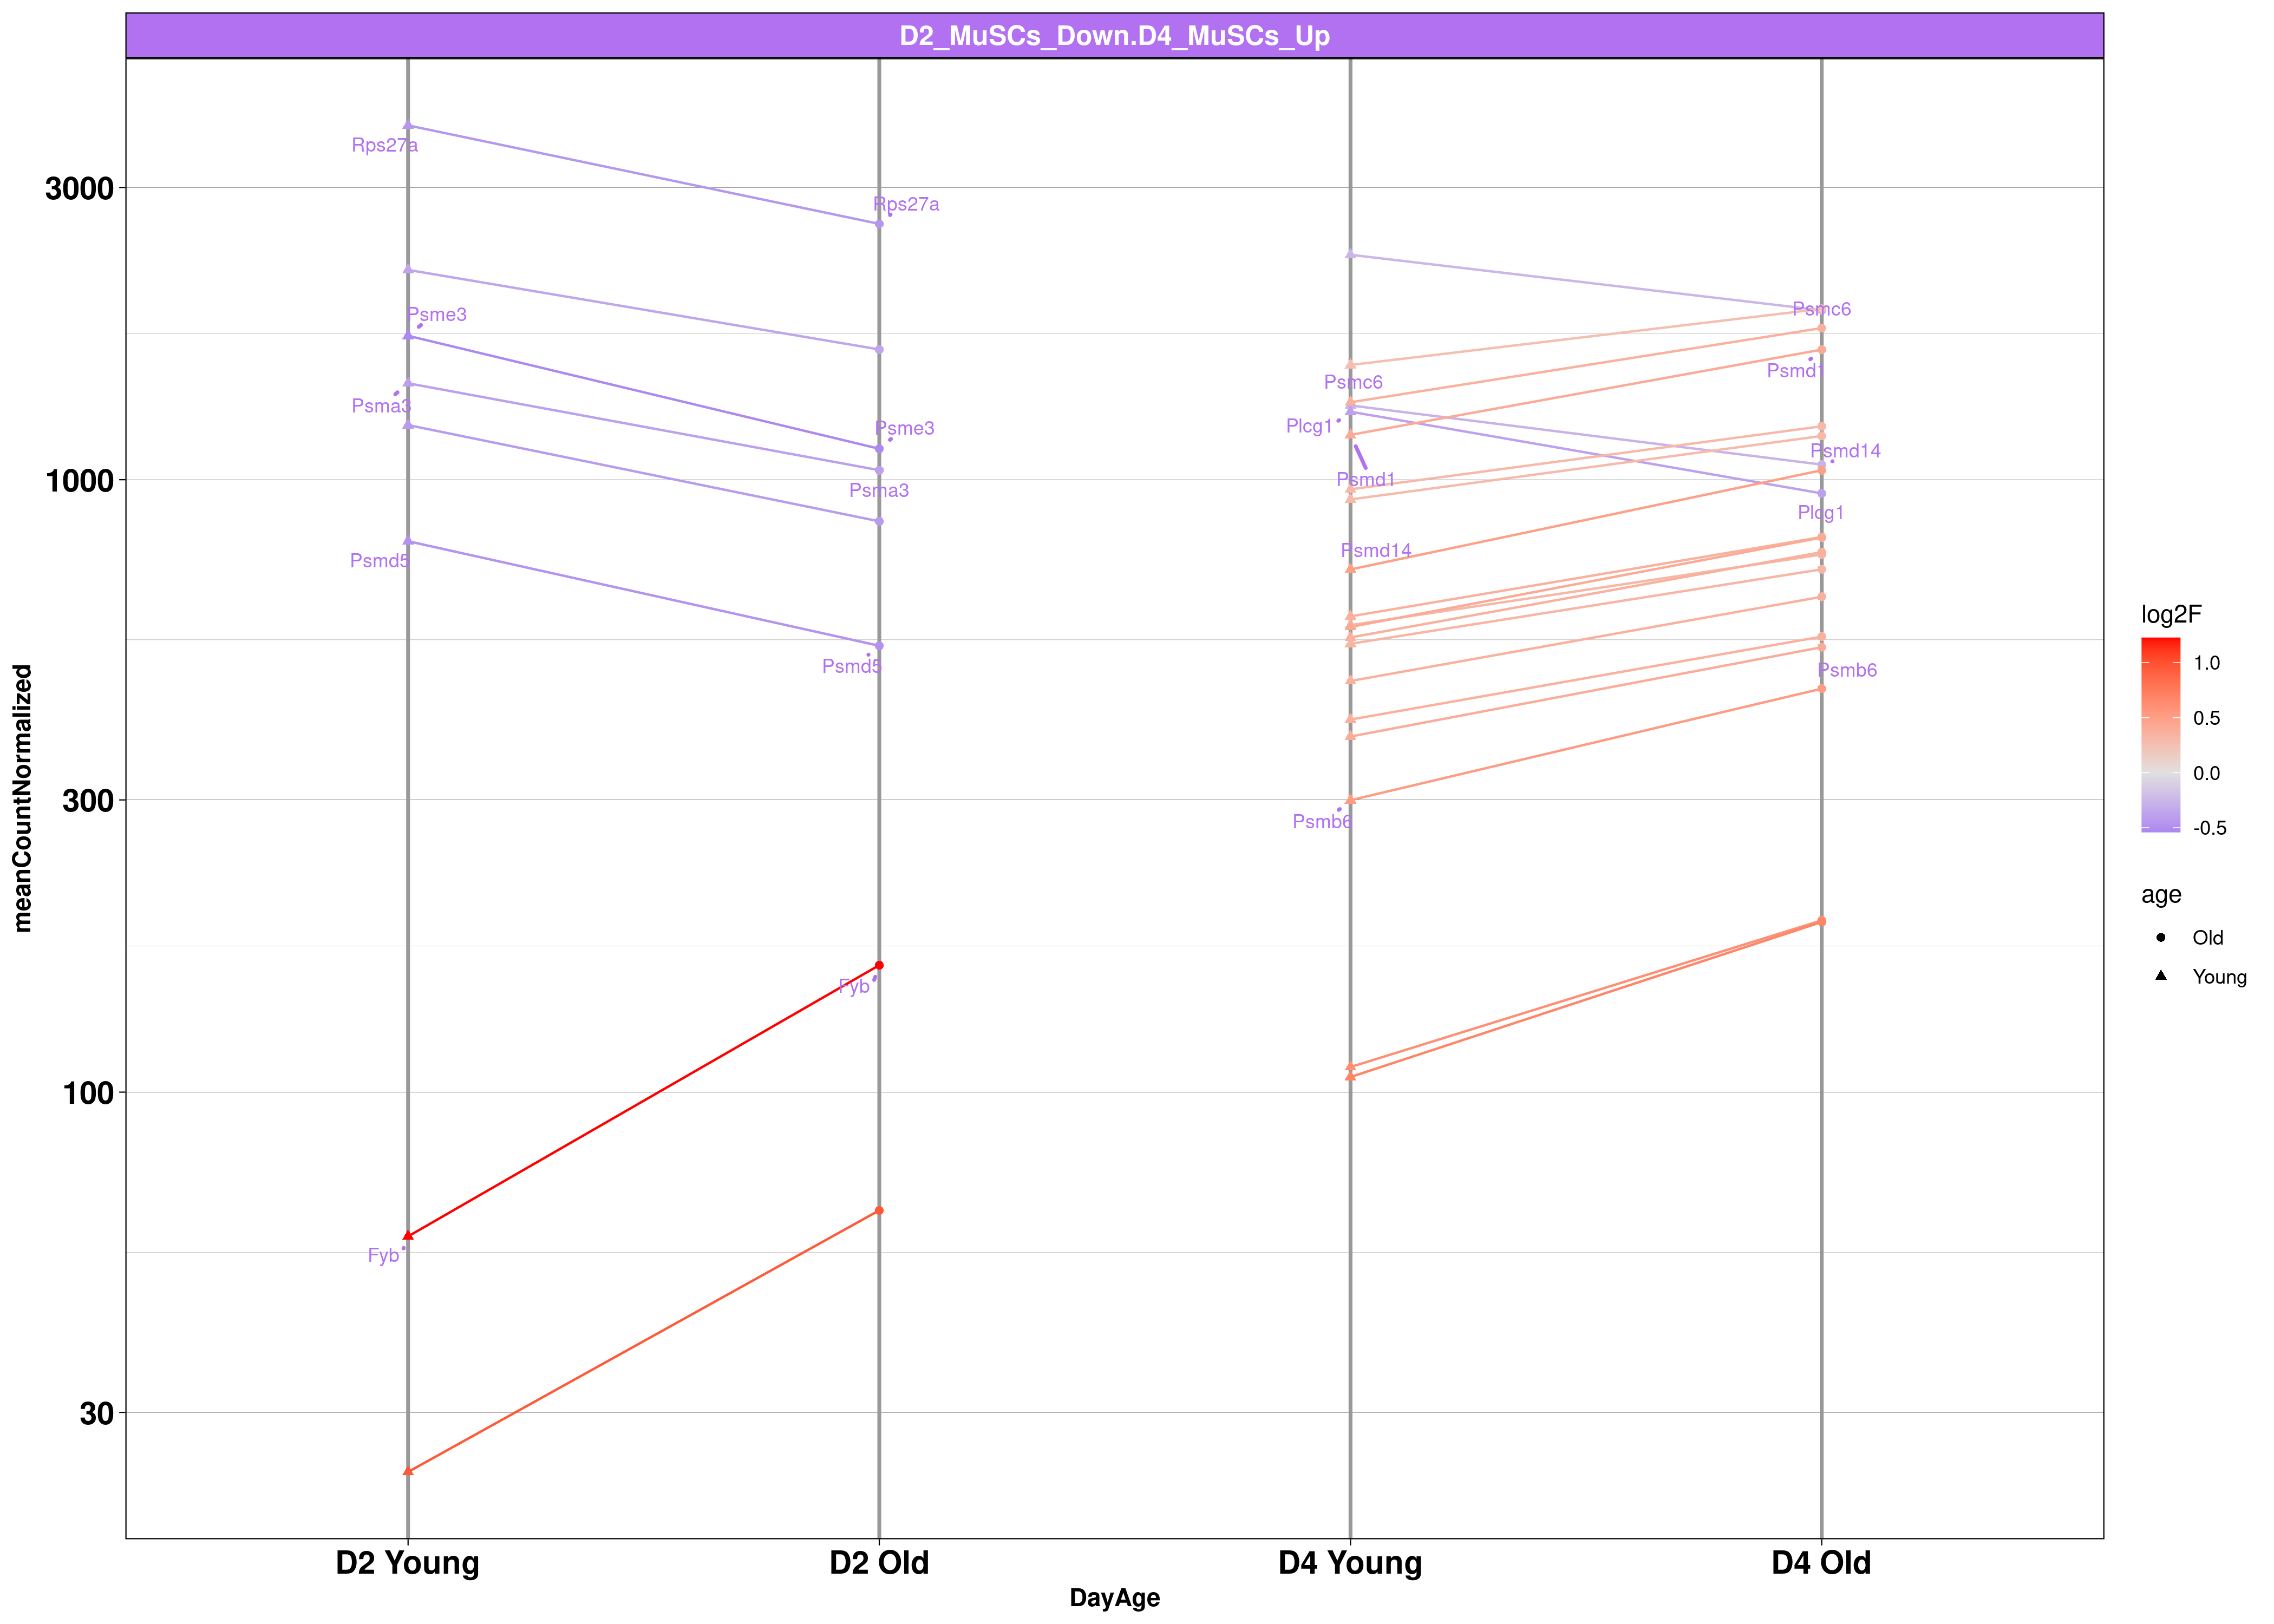 D2_MuSCs_Down.D4_MuSCs_Up
meanCountNormalized
3000
1000
300
100
30
Rps27a
Rps27a
Psme3
Psma3
Psme3
Psma3
Psmd5
Psmd5
Fyb
Fyb
Psmc6
Psmc6
Psmd1
Plcg1
Psmd14
Psmd1
Plcg1
Psmd14
Psmb6
Psmb6
D2 Young
D2 Old
D4 Young
D4 Old
DayAge
log2F
1.0
0.5
0.0
-0.5
age
Old
Young